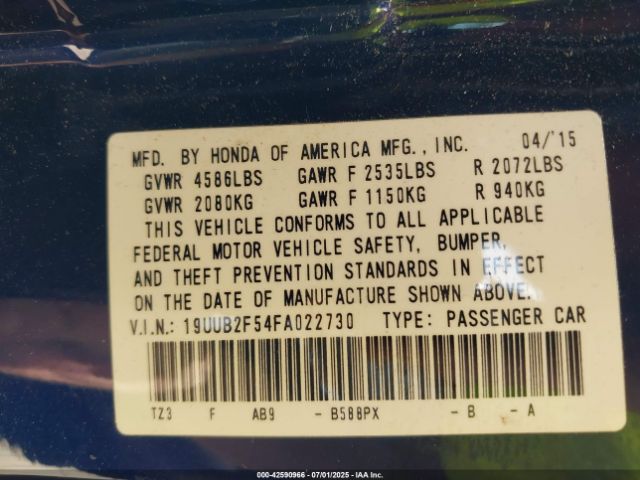 MFD. BY HONDA OF AMERICA MFG., INC. 04/'15
GVWR 4586LBS GAWR F 2535LBS R 2072LBS
GVWR 2080KG GAWR F 1150KG R 940KG
THIS VEHICLE CONFORMS TO ALL APPLICABLE
FEDERAL MOTOR VEHICLE SAFETY, BUMPER,
AND THEFT PREVENTION STANDARDS IN EFFECT
ON THE DATE OF MANUFACTURE SHOWN ABOVE.
V.I.N.: 19UUB2F54FA022730 TYPE: PASSENGER CAR
TZ3 F AB9 - B588PX - B - A
000-42590966 - 07/01/2025 - IAA Inc.